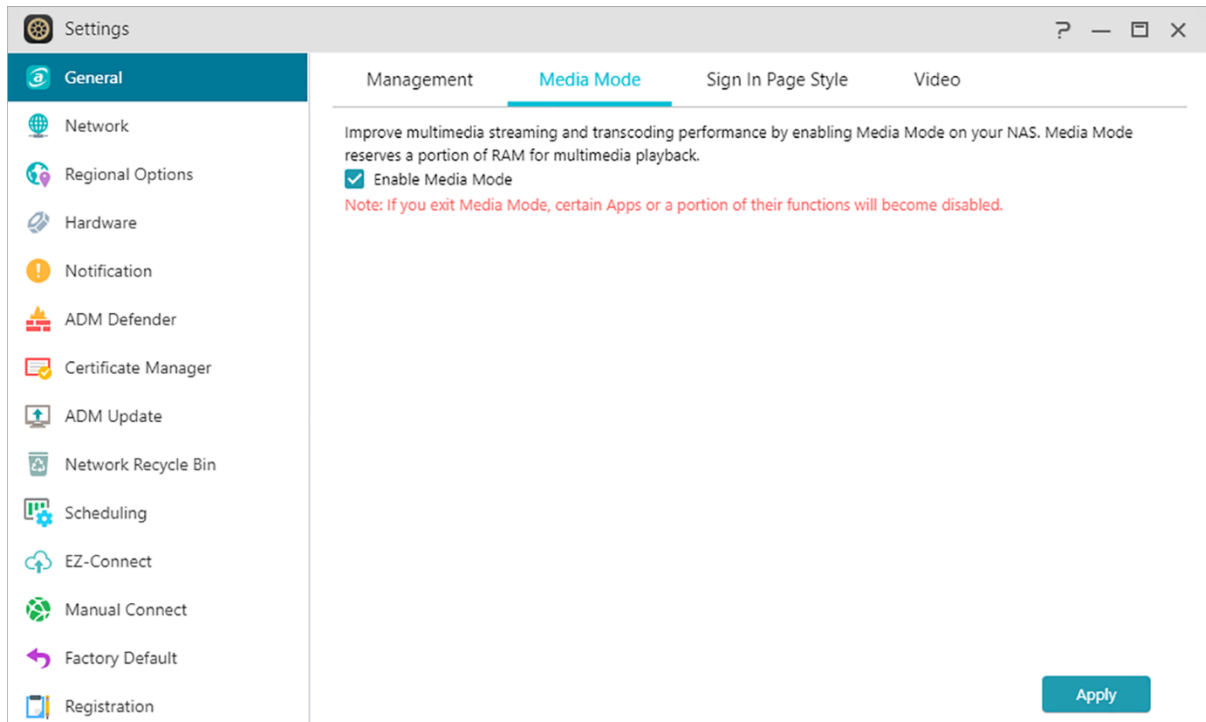 Settings
General
Network
Regional Options
Hardware
Notification
ADM Defender
Certificate Manager
ADM Update
Network Recycle Bin
Scheduling
EZ-Connect
Manual Connect
Factory Default
Registration
Management Media Mode Sign In Page Style Video
Improve multimedia streaming and transcoding performance by enabling Media Mode on your NAS. Media Mode
reserves a portion of RAM for multimedia playback.
Enable Media Mode
Note: If you exit Media Mode, certain Apps or a portion of their functions will become disabled.
Apply